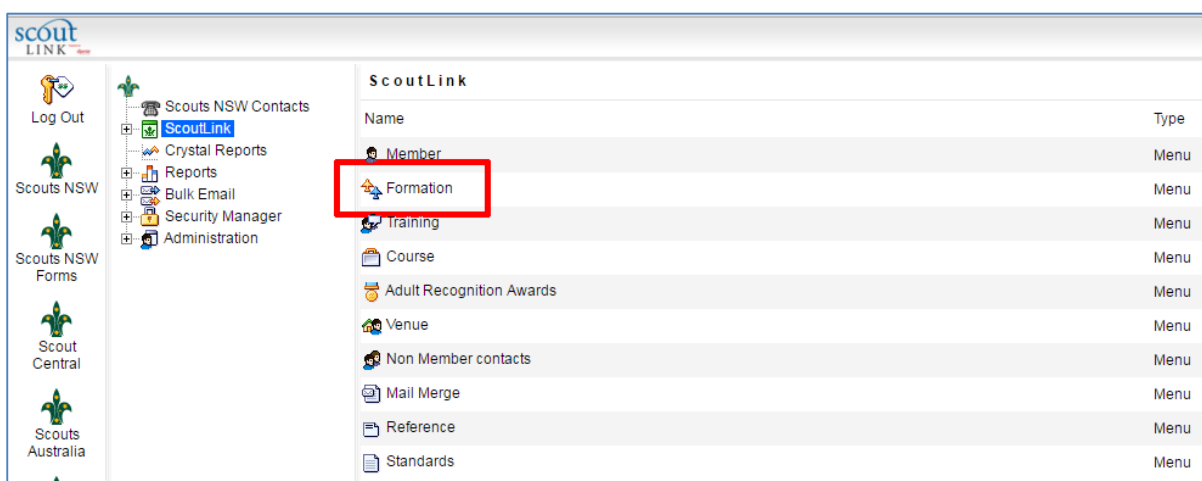 scout
LINK
Log Out
Scouts NSW
Scouts NSW
Forms
Scout
Central
Scouts
Australia
Scouts NSW Contacts
ScoutLink
Crystal Reports
Reports
Bulk Email
Security Manager
Administration
ScoutLink
Name Type
Member Menu
Formation Menu
Training Menu
Course Menu
Adult Recognition Awards Menu
Venue Menu
Non Member contacts Menu
Mail Merge Menu
Reference Menu
Standards Menu